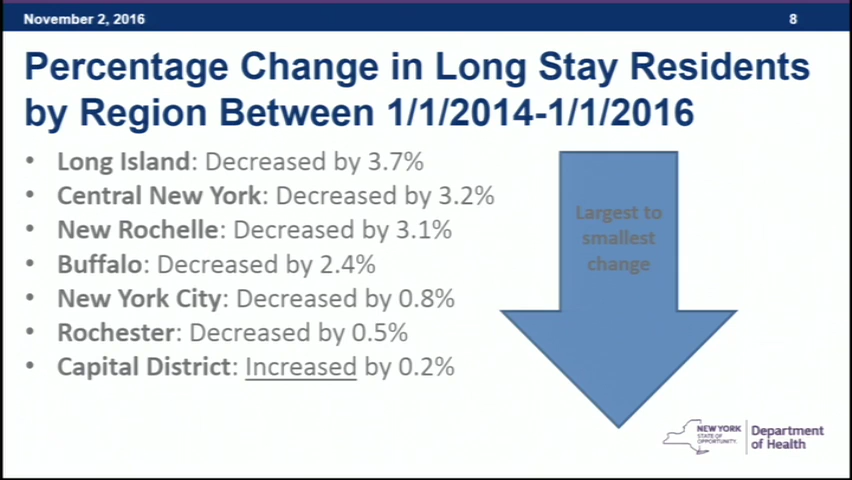 November 2, 2016
8
Percentage Change in Long Stay Residents
by Region Between 1/1/2014-1/1/2016
• Long Island: Decreased by 3.7%
• Central New York: Decreased by 3.2%
• New Rochelle: Decreased by 3.1%
• Buffalo: Decreased by 2.4%
• New York City: Decreased by 0.8%
• Rochester: Decreased by 0.5%
• Capital District: Increased by 0.2%
Largest to
smallest
change
NEW YORK
STATE OF
OPPORTUNITY.
Department
of Health